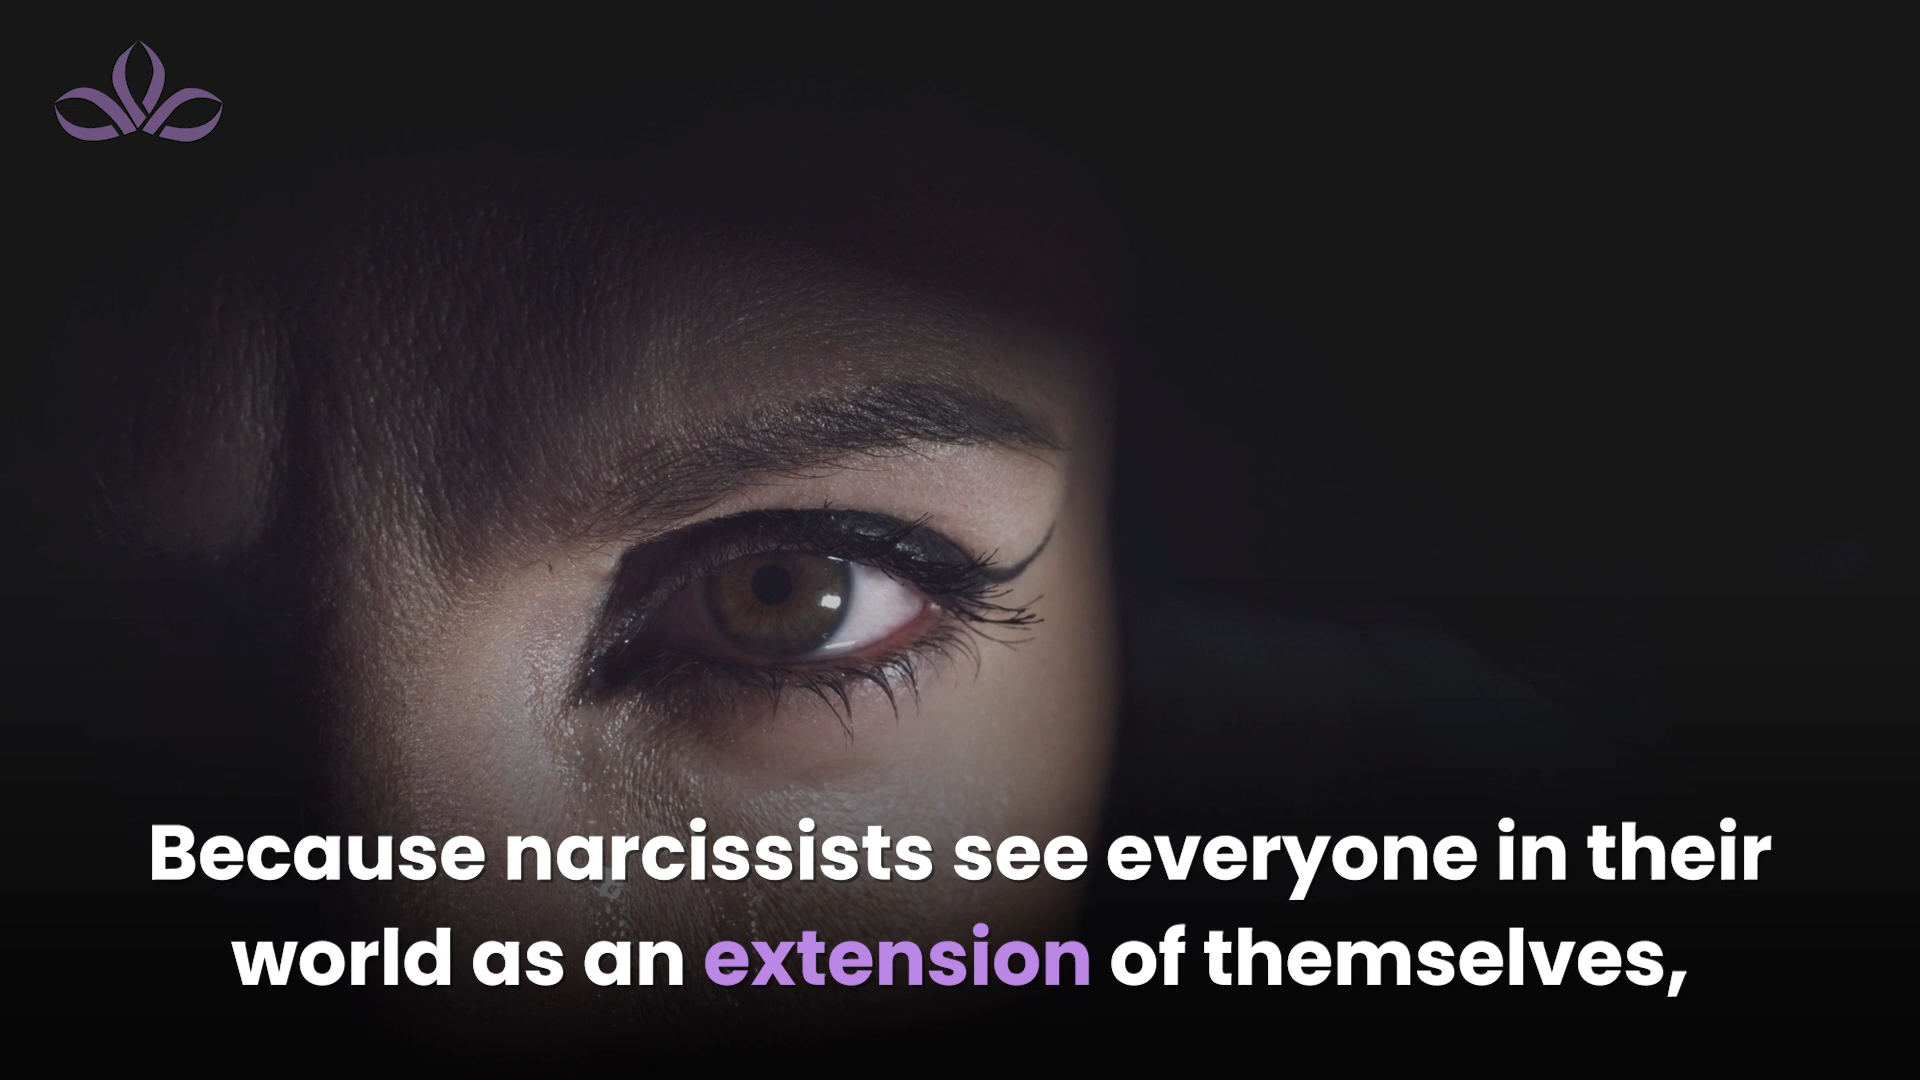 Because narcissists see everyone in their
world as an extension of themselves,